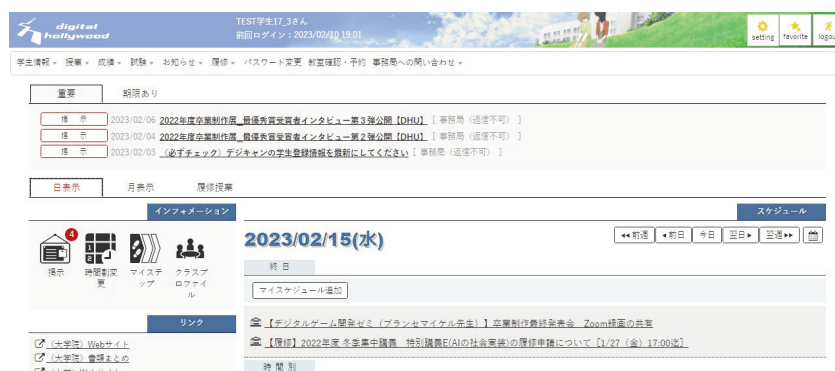 digital
hollywood
TEST学生17_3さん
前回ログイン：2023/02/10 19:01
setting favorite logou
学生情報 授業 成績 試験 お知らせ 履修 パスワード変更 教室確認・予約 事務局への問い合わせ
重要 期限あり
掲 示 2023/02/06 2022年度卒業制作展_最優秀賞受賞者インタビュー第３弾公開【DHU】 [ 事務局（返信不可） ]
掲 示 2023/02/04 2022年度卒業制作展_最優秀賞受賞者インタビュー第２弾公開【DHU】 [ 事務局（返信不可） ]
掲 示 2023/02/03 （必ずチェック）デジキャンの学生登録情報を最新にしてください [ 事務局（返信不可） ]
日表示 月表示 履修授業
インフォメーション
4
掲示 時間割変更 マイステップ クラスプロファイル
リンク
（大学院）Webサイト
（大学院）書類まとめ
スケジュール
2023/02/15(水)
前週 前日 今日 翌日 翌週
終 日
マイスケジュール追加
【デジタルゲーム開発ゼミ（ブランセマイケル先生）】卒業制作最終発表会 Zoom録画の共有
【履修】2022年度 冬季集中講義 特別講義E(AIの社会実装)の履修申請について [1/27（金）17:00迄]
時 間 別